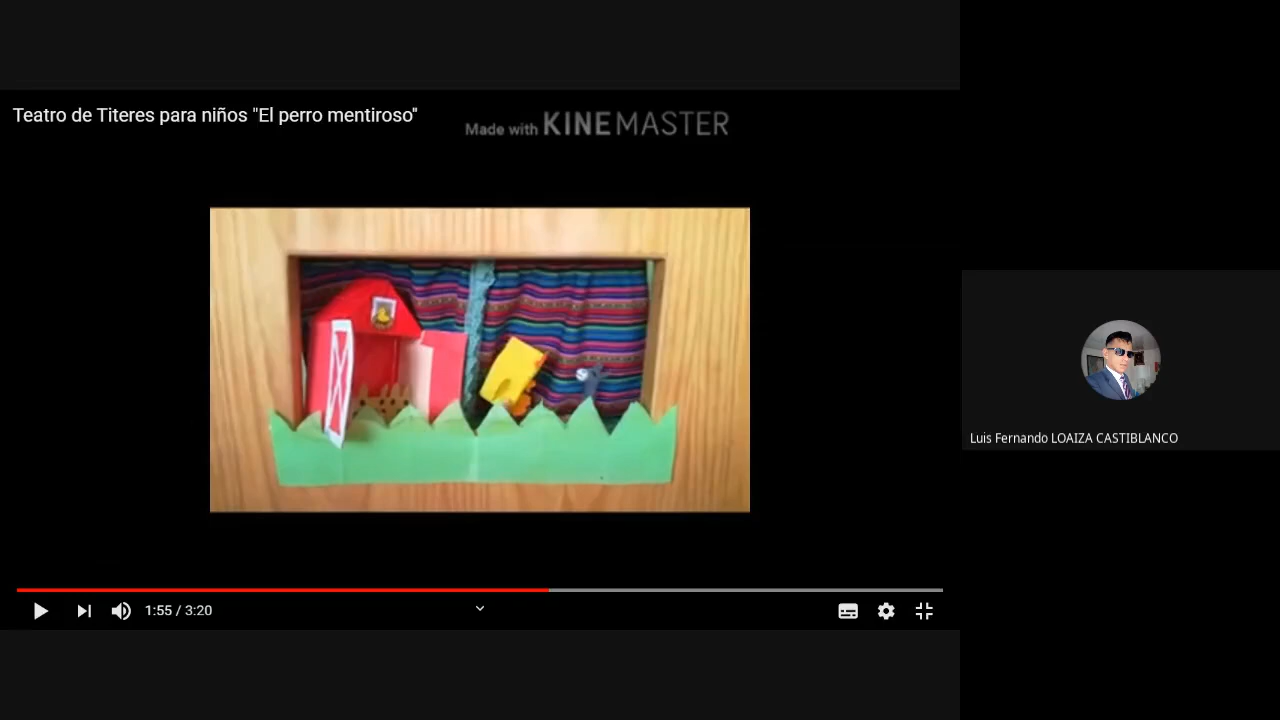 Teatro de Titeres para niños "El perro mentiroso"
Made with KINEMASTER
1:55 / 3:20
Luis Fernando LOAIZA CASTIBLANCO